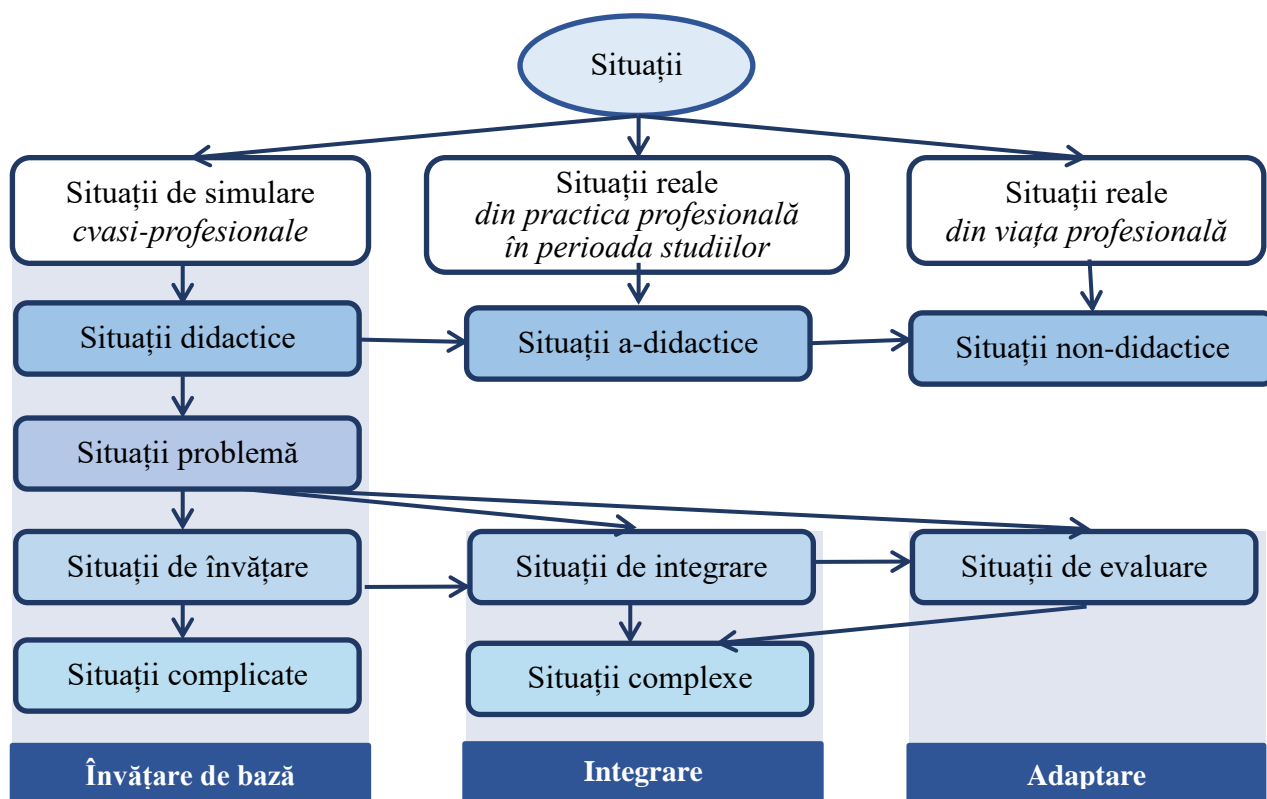 Situații
Situații de simulare
cvasi-profesionale
Situații reale
din practica profesională
în perioada studiilor
Situații reale
din viața profesională
Situații didactice
Situații a-didactice
Situații non-didactice
Situații problemă
Situații de învățare
Situații de integrare
Situații de evaluare
Situații complicate
Situații complexe
Învățare de bază
Integrare
Adaptare